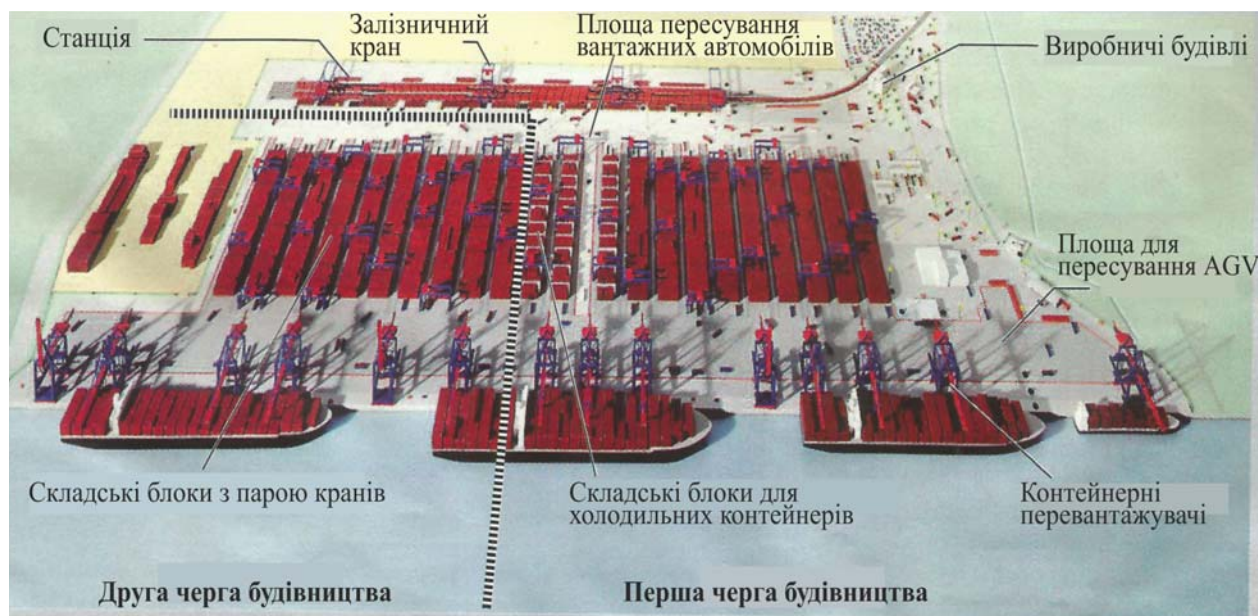 Станція
Залізничний
кран
Площа пересування
вантажних автомобілів
Виробничі будівлі
Площа для
пересування AGV
Складські блоки з парою кранів
Складські блоки для
холодильних контейнерів
Контейнерні
перевантажувачі
Друга черга будівництва
Перша черга будівництва